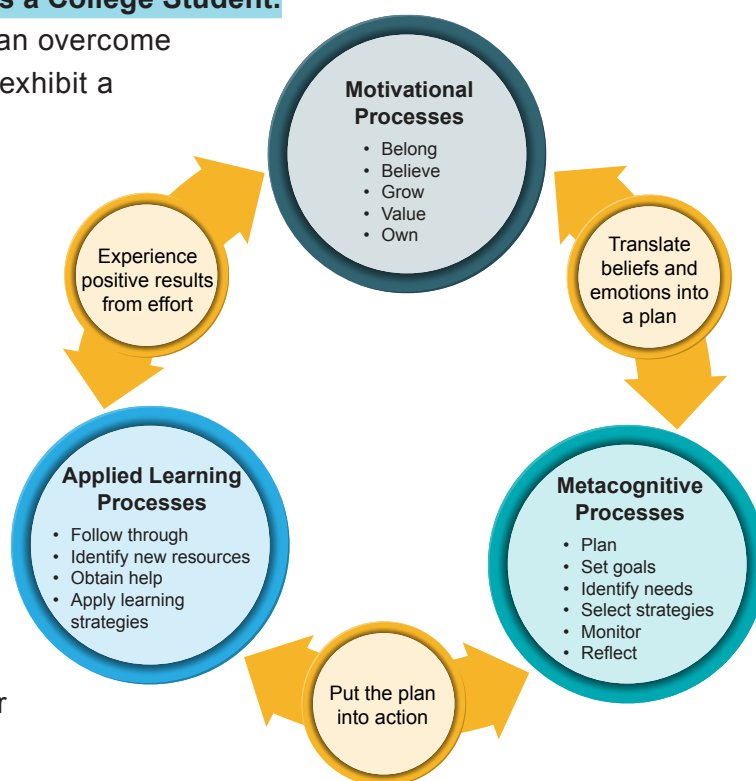 s a College Student.
an overcome
exhibit a
Motivational
Processes
• Belong
• Believe
• Grow
• Value
• Own
Experience
positive results
from effort
Translate
beliefs and
emotions into
a plan
Applied Learning
Processes
• Follow through
• Identify new resources
• Obtain help
• Apply learning
strategies
Metacognitive
Processes
• Plan
• Set goals
• Identify needs
• Select strategies
• Monitor
• Reflect
Put the plan
into action
r